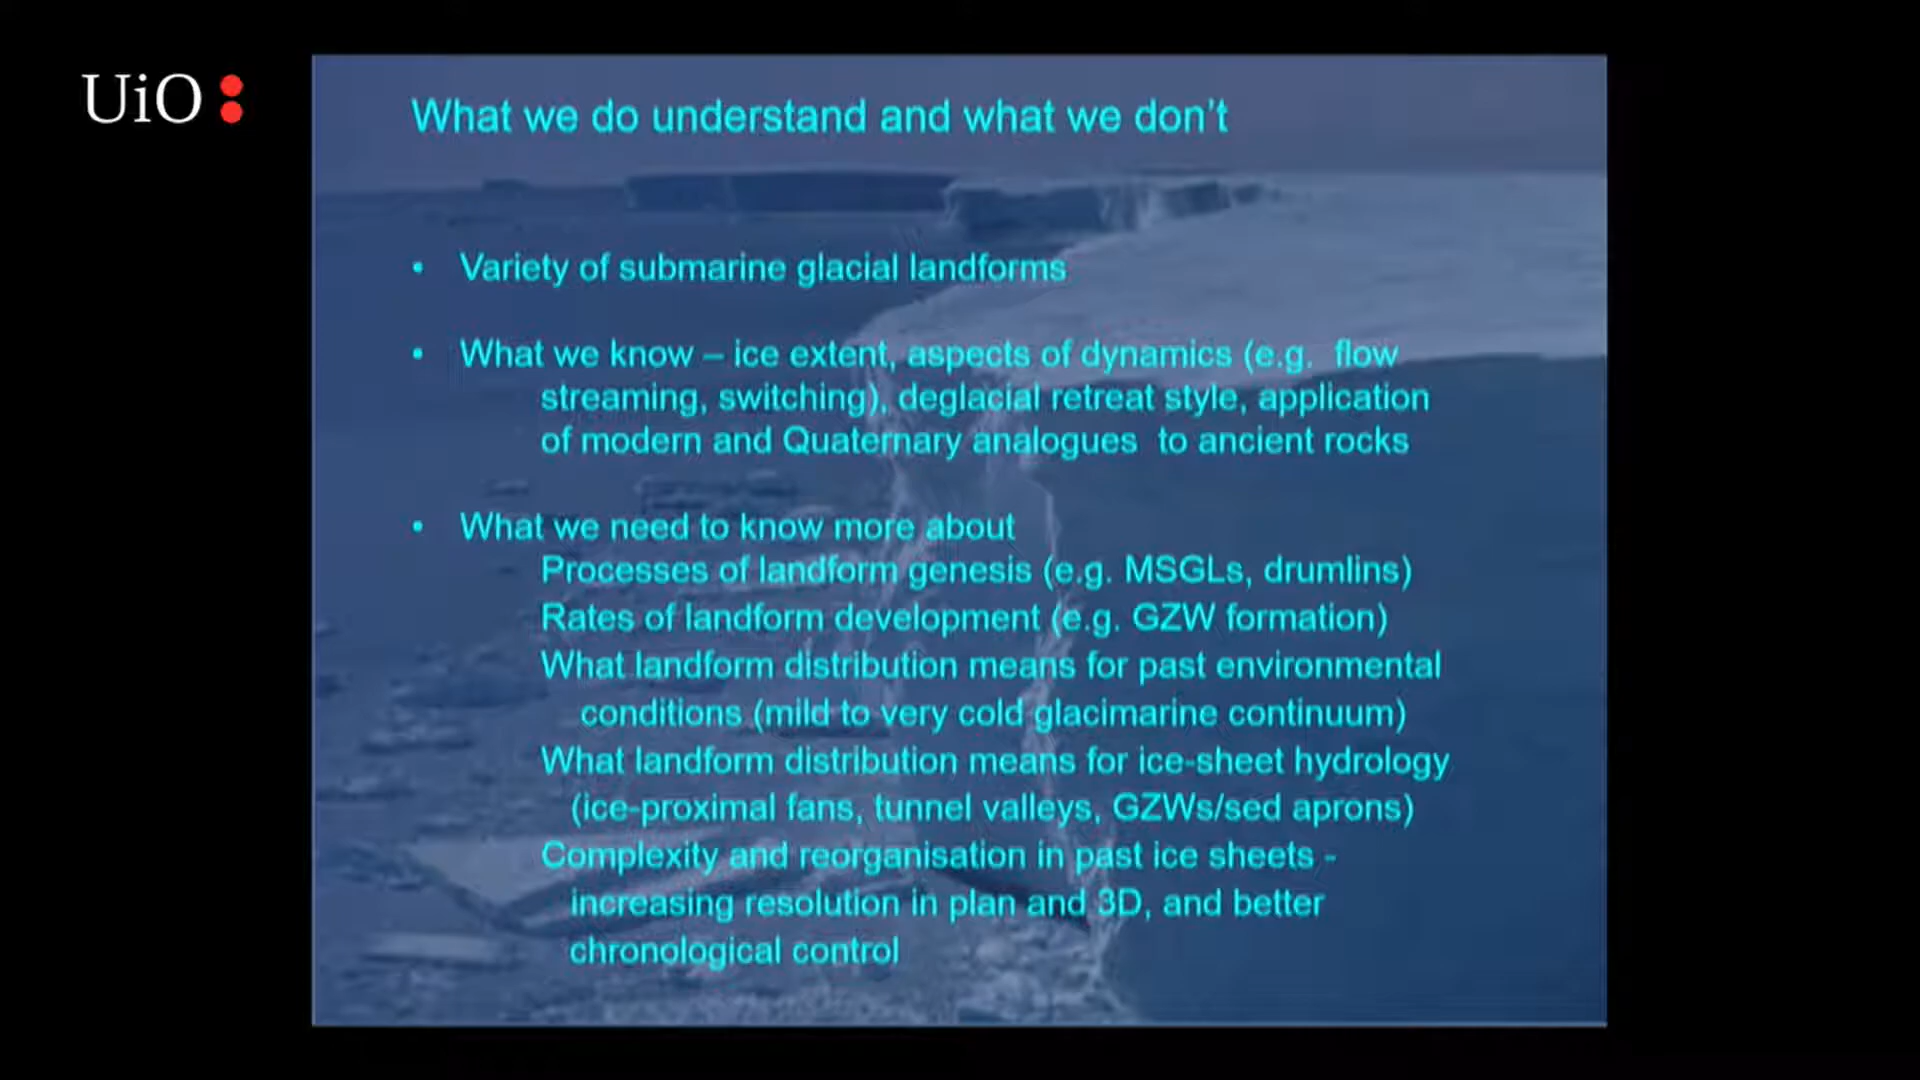 UiO
What we do understand and what we don't
• Variety of submarine glacial landforms
• What we know – ice extent, aspects of dynamics (e.g. flow
streaming, switching), deglacial retreat style, application
of modern and Quaternary analogues to ancient rocks
• What we need to know more about
Processes of landform genesis (e.g. MSGLs, drumlins)
Rates of landform development (e.g. GZW formation)
What landform distribution means for past environmental
conditions (mild to very cold glacimarine continuum)
What landform distribution means for ice-sheet hydrology
(ice-proximal fans, tunnel valleys, GZWs/sed aprons)
Complexity and reorganisation in past ice sheets -
increasing resolution in plan and 3D, and better
chronological control